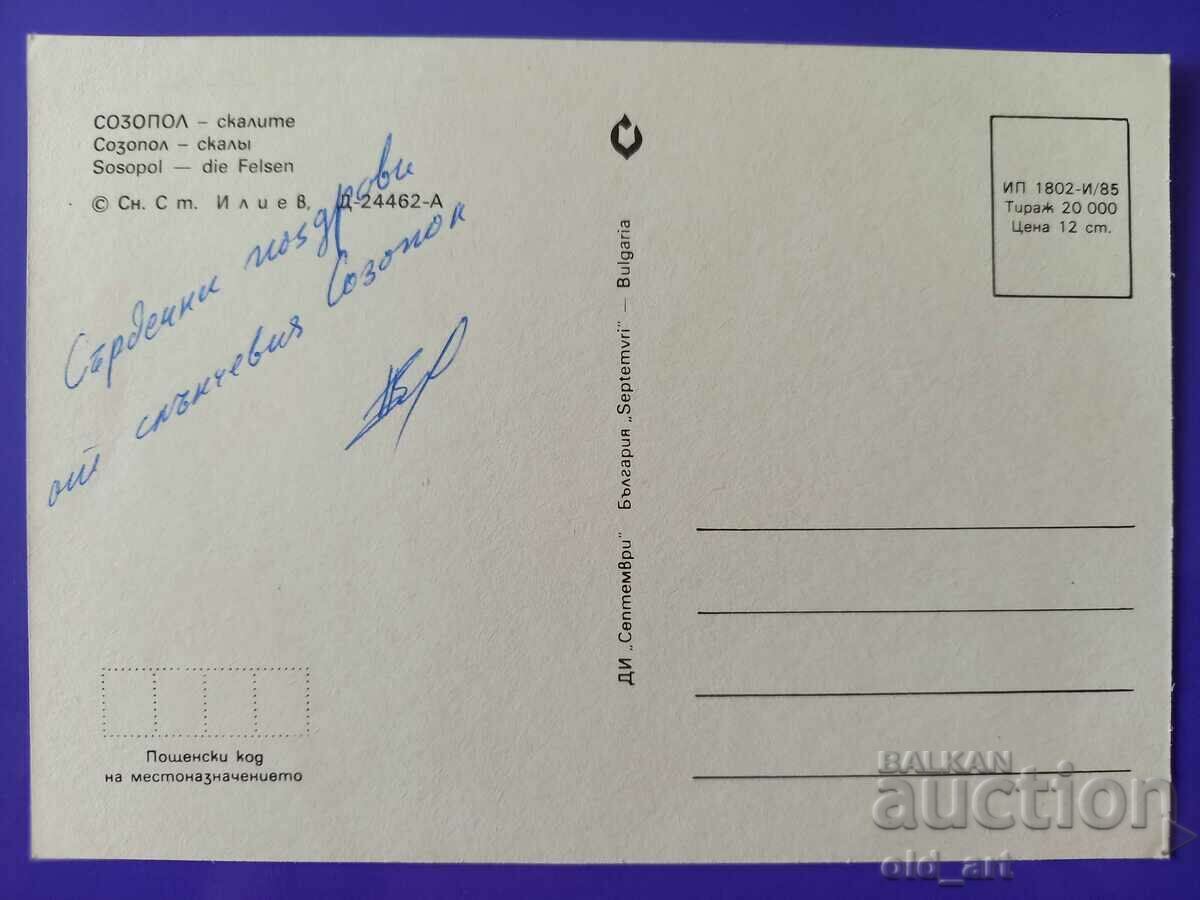 СОЗОПОЛ – скалите
Созопол – скалы
Sosopol — die Felsen
© Сн. Ст. Илиев, Д-24462-А
Сърдечни поздрави
от слънчевия Созопол
Пощенски код
на местоназначението
ДИ „Септември" България „Septemvri" — Bulgaria
ИП 1802-И/85
Тираж 20 000
Цена 12 ст.
BALKAN
auction
old_art